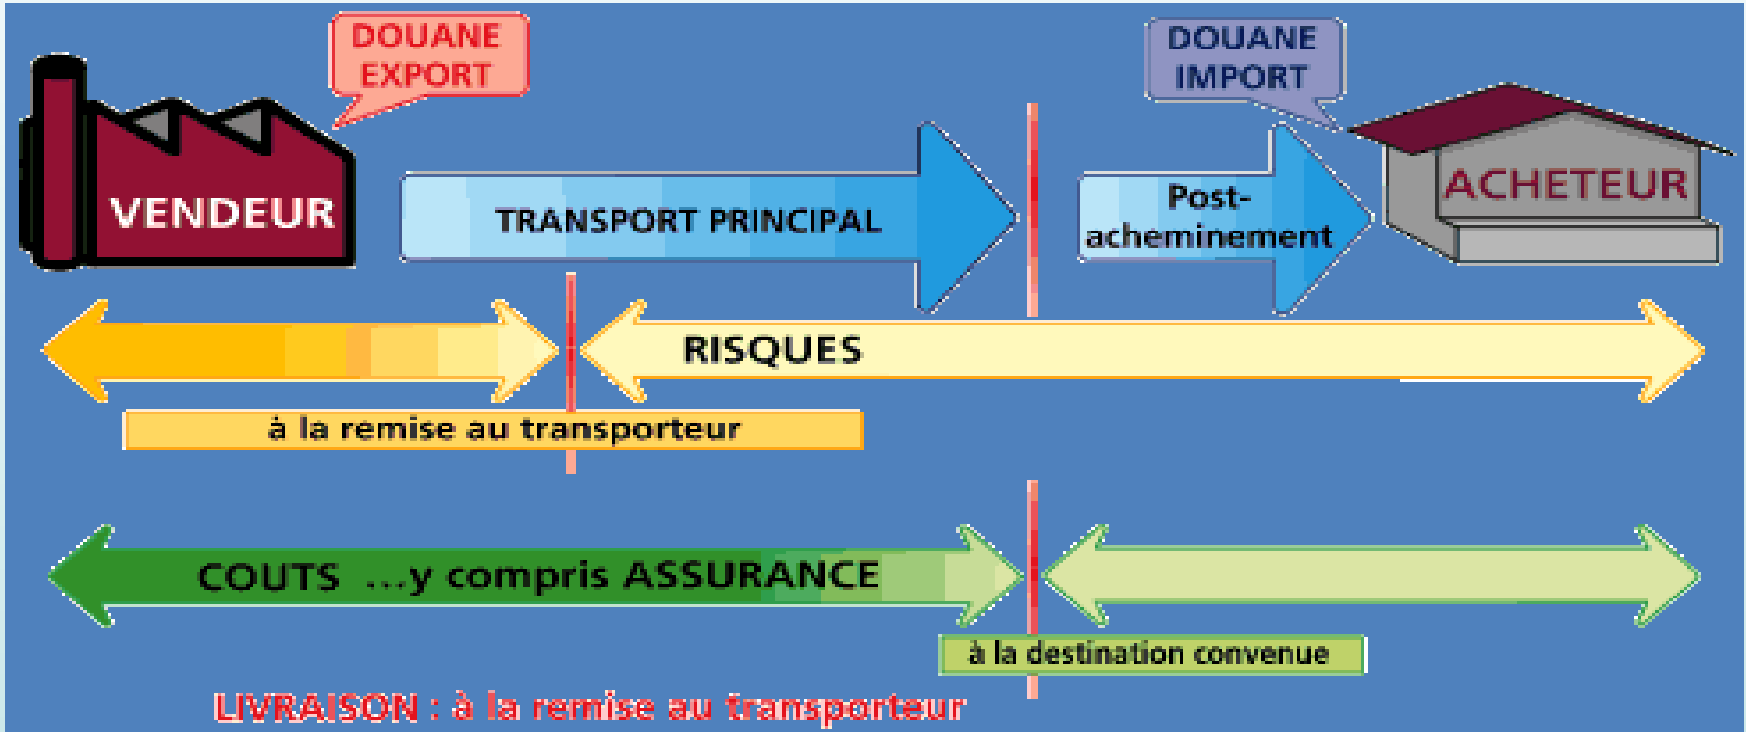 DOUANE
EXPORT
DOUANE
IMPORT
VENDEUR
TRANSPORT PRINCIPAL
Post-
acheminement
ACHETEUR
RISQUES
à la remise au transporteur
COUTS ...y compris ASSURANCE
à la destination convenue
LIVRAISON : à la remise au transporteur